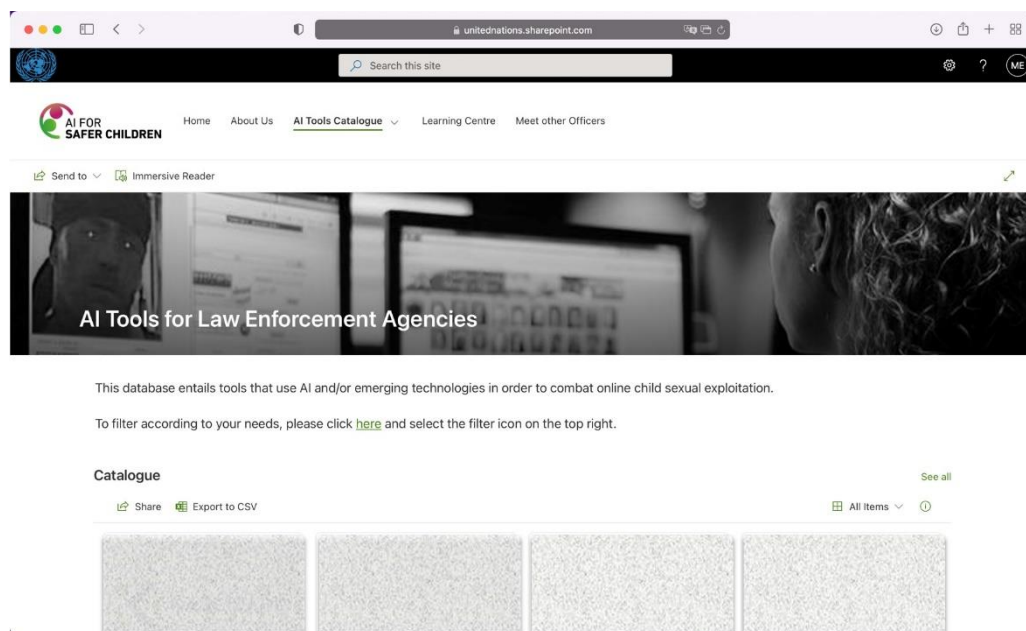 unitednations.sharepoint.com
Search this site
?
ME
AI FOR
SAFER CHILDREN
Home About Us AI Tools Catalogue Learning Centre Meet other Officers
Send to Immersive Reader
AI Tools for Law Enforcement Agencies
This database entails tools that use AI and/or emerging technologies in order to combat online child sexual exploitation.
To filter according to your needs, please click here and select the filter icon on the top right.
Catalogue See all
Share Export to CSV All Items